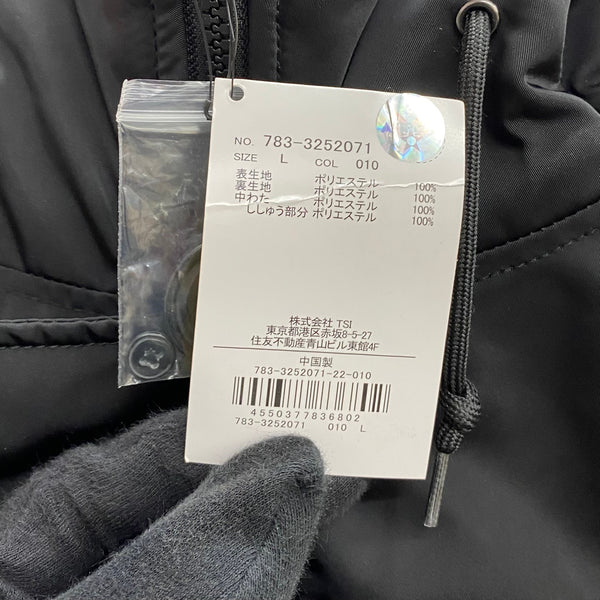 NO. 783-3252071
SIZE L COL 010
表生地 ポリエステル 100%
裏生地 ポリエステル 100%
中わた ポリエステル 100%
ししゅう部分 ポリエステル 100%
株式会社 TSI
東京都港区赤坂8-5-27
住友不動産青山ビル東館4F
中国製
783-3252071-22-010
4550377836802
783-3252071 010 L